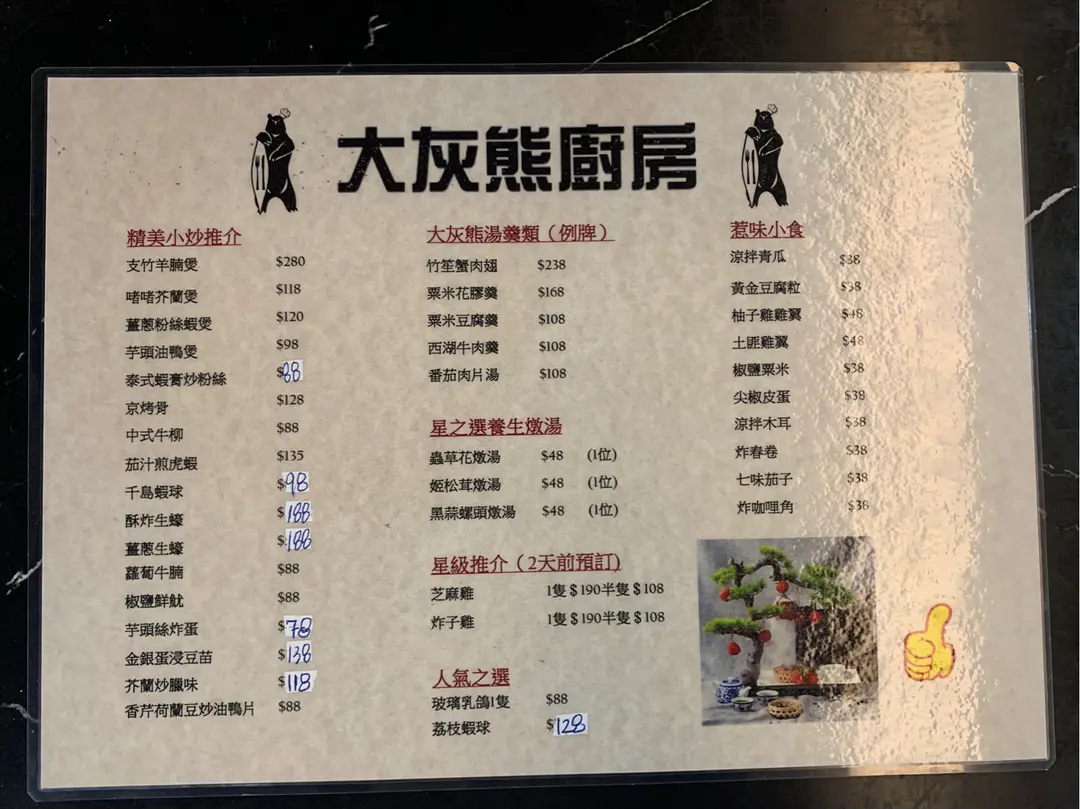 大灰熊廚房
精美小炒推介
支竹羊腩煲 $280
啫啫芥蘭煲 $118
薑蔥粉絲蝦煲 $120
芋頭油鴨煲 $98
泰式蝦膏炒粉絲 $88
京烤骨 $128
中式牛柳 $88
茄汁煎虎蝦 $135
千島蝦球 $98
酥炸生蠔 $188
薑蔥生蠔 $188
蘿蔔牛腩 $88
椒鹽鮮魷 $88
芋頭絲炸蛋 $78
金銀蛋浸豆苗 $138
芥蘭炒臘味 $118
香芹荷蘭豆炒油鴨片 $88
大灰熊湯羹類（例牌）
竹笙蟹肉翅 $238
粟米花膠羹 $168
粟米豆腐羹 $108
西湖牛肉羹 $108
番茄肉片湯 $108
星之選養生燉湯
蟲草花燉湯 $48 (1位)
姬松茸燉湯 $48 (1位)
黑蒜螺頭燉湯 $48 (1位)
星級推介（2天前預訂)
芝麻雞 1隻＄190半隻＄108
炸子雞 1隻＄190半隻＄108
人氣之選
玻璃乳鴿1隻 $88
荔枝蝦球 $128
惹味小食
涼拌青瓜 $38
黃金豆腐粒 $38
柚子雞雞翼 $48
土匪雞翼 $48
椒鹽粟米 $38
尖椒皮蛋 $38
涼拌木耳 $38
炸春卷 $38
七味茄子 $38
炸咖哩角 $38